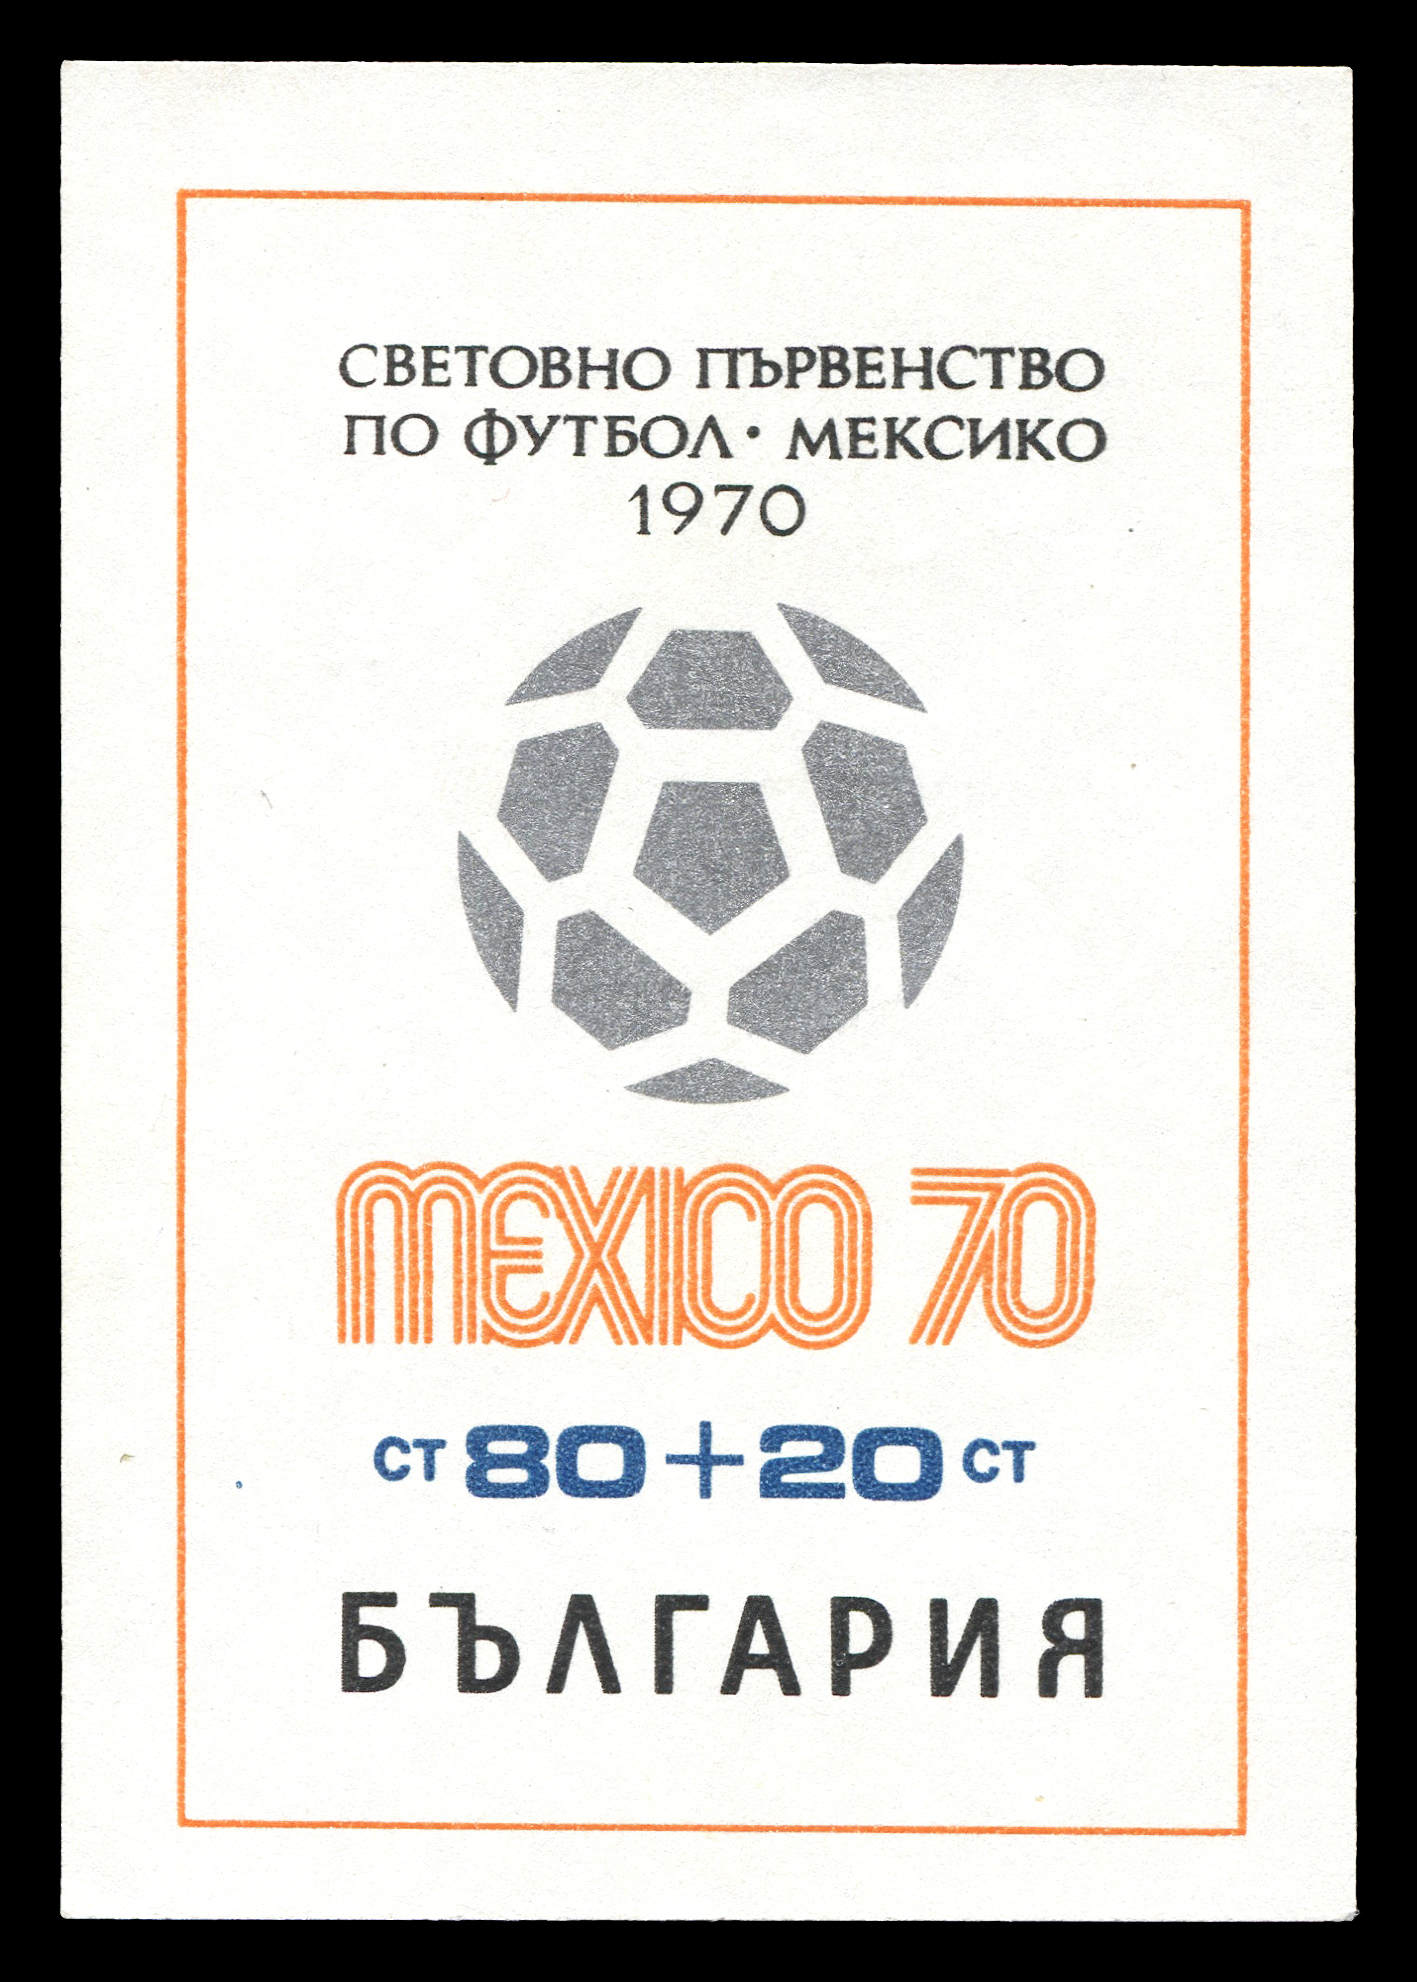 СВЕТОВНО ПЪРВЕНСТВО
ПО ФУТБОЛ · МЕКСИКО
1970
MEXICO 70
СТ 80+20 СТ
БЪЛГАРИЯ